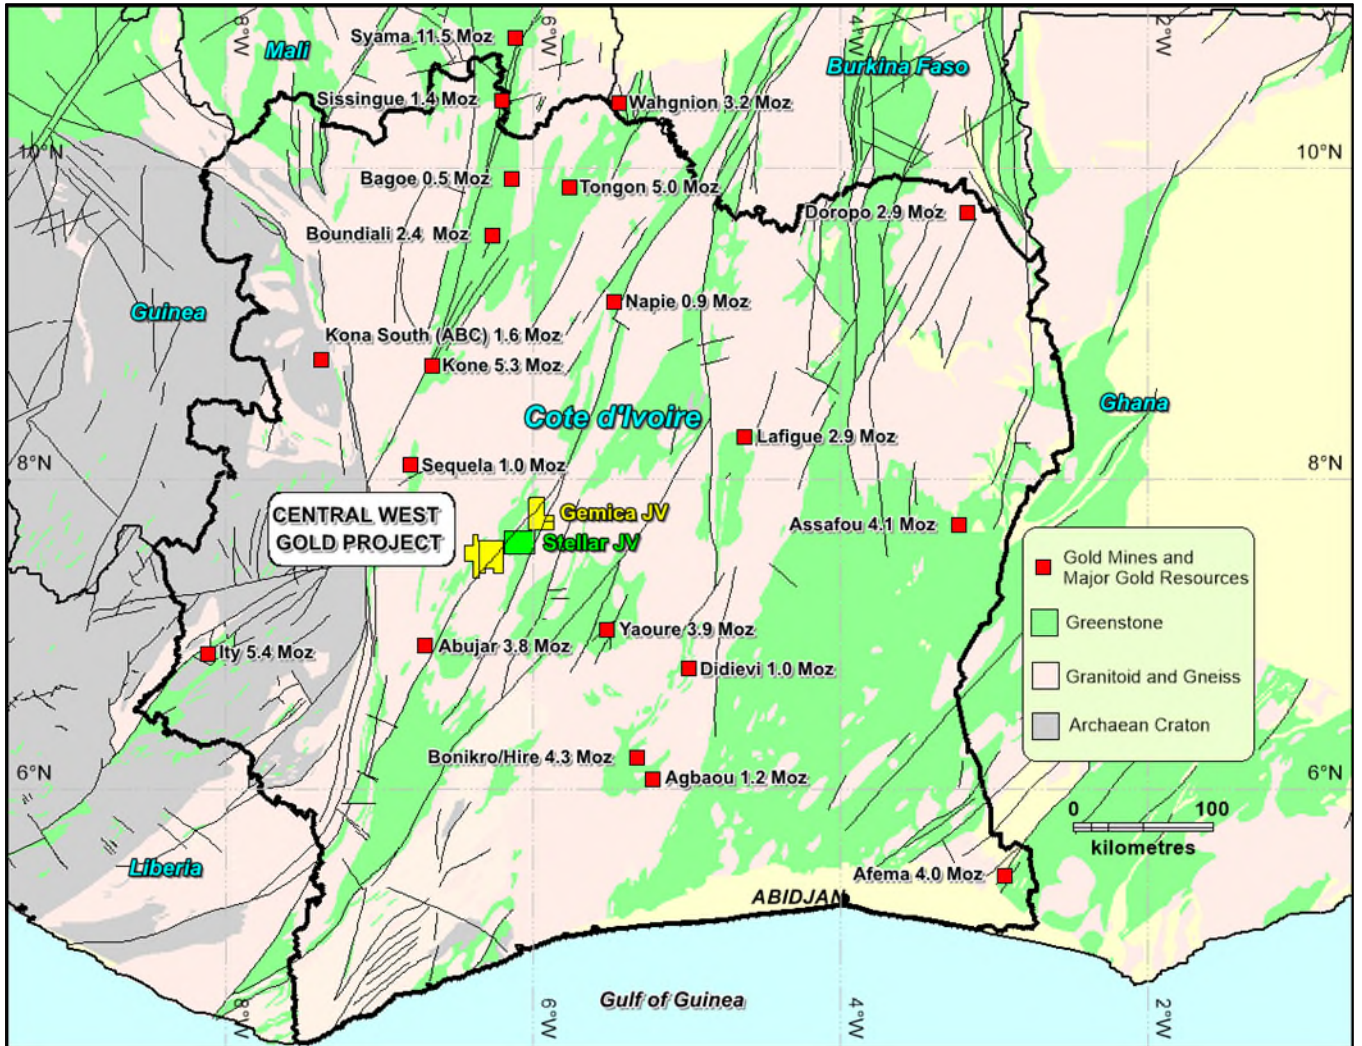 8°W
6°W
4°W
2°W
Syama 11.5 Moz
Mali
Burkina Faso
Sissingue 1.4 Moz
Wahgnion 3.2 Moz
10°N
10°N
Bagoe 0.5 Moz
Tongon 5.0 Moz
Doropo 2.9 Moz
Boundiali 2.4 Moz
Guinea
Napie 0.9 Moz
Kona South (ABC) 1.6 Moz
Kone 5.3 Moz
Cote d'Ivoire
Ghana
Lafigue 2.9 Moz
8°N
8°N
Sequela 1.0 Moz
CENTRAL WEST
GOLD PROJECT
Gemica JV
Stellar JV
Assafou 4.1 Moz
Gold Mines and
Major Gold Resources
Greenstone
Granitoid and Gneiss
Archaean Craton
Yaoure 3.9 Moz
Abujar 3.8 Moz
Ity 5.4 Moz
Didievi 1.0 Moz
Bonikro/Hire 4.3 Moz
Agbaou 1.2 Moz
6°N
6°N
0 100
kilometres
Liberia
Afema 4.0 Moz
ABIDJAN
Gulf of Guinea
8°W
6°W
4°W
2°W